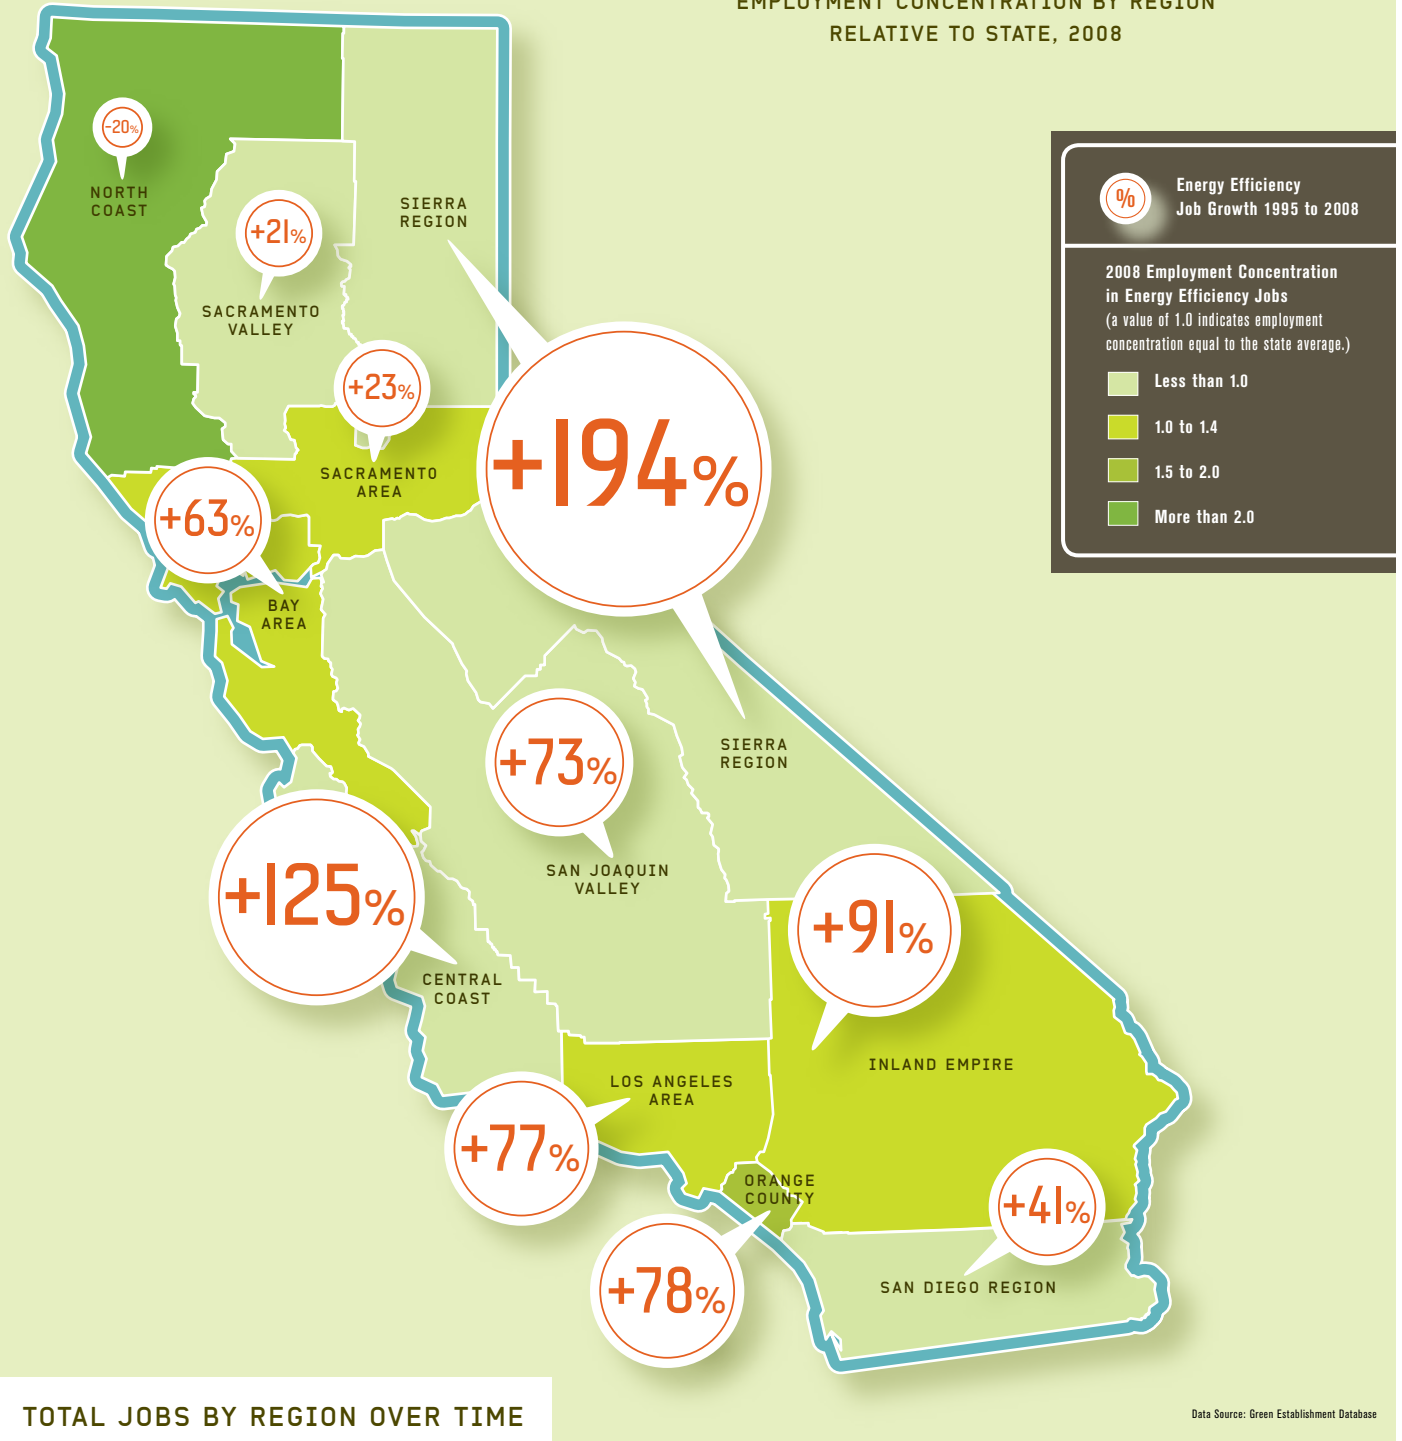 EMPLOYMENT CONCENTRATION BY REGION
RELATIVE TO STATE, 2008
%
Energy Efficiency
Job Growth 1995 to 2008
2008 Employment Concentration
in Energy Efficiency Jobs
(a value of 1.0 indicates employment
concentration equal to the state average.)
Less than 1.0
1.0 to 1.4
1.5 to 2.0
More than 2.0
-20%
NORTH
COAST
+21%
SACRAMENTO
VALLEY
SIERRA
REGION
+23%
SACRAMENTO
AREA
+194%
+63%
BAY
AREA
SIERRA
REGION
+73%
SAN JOAQUIN
VALLEY
+125%
CENTRAL
COAST
+91%
INLAND EMPIRE
LOS ANGELES
AREA
+77%
ORANGE
COUNTY
+78%
+41%
SAN DIEGO REGION
TOTAL JOBS BY REGION OVER TIME
Data Source: Green Establishment Database